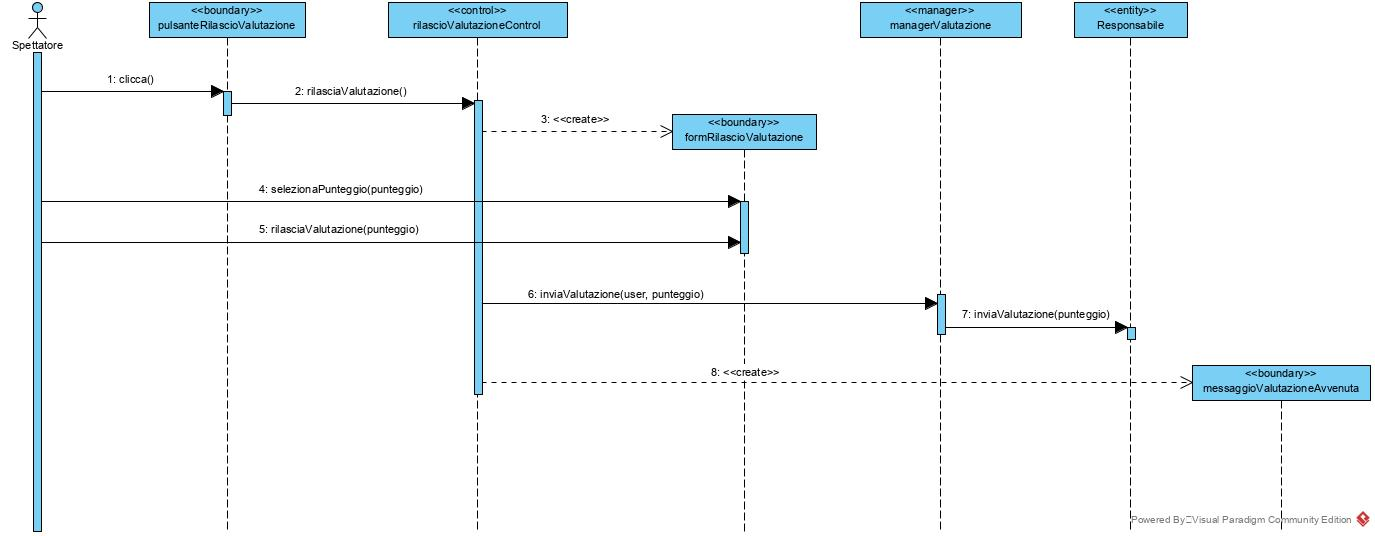 <<boundary>>
pulsanteRilascioValutazione
<<control>>
rilascioValutazioneControl
<<manager>>
managerValutazione
<<entity>>
Responsabile
Spettatore
1: clicca()
2: rilasciaValutazione()
3: <<create>>
<<boundary>>
formRilascioValutazione
4: selezionaPunteggio(punteggio)
5: rilasciaValutazione(punteggio)
6: inviaValutazione(user, punteggio)
7: inviaValutazione(punteggio)
8: <<create>>
<<boundary>>
messaggioValutazioneAvvenuta
Powered By Visual Paradigm Community Edition